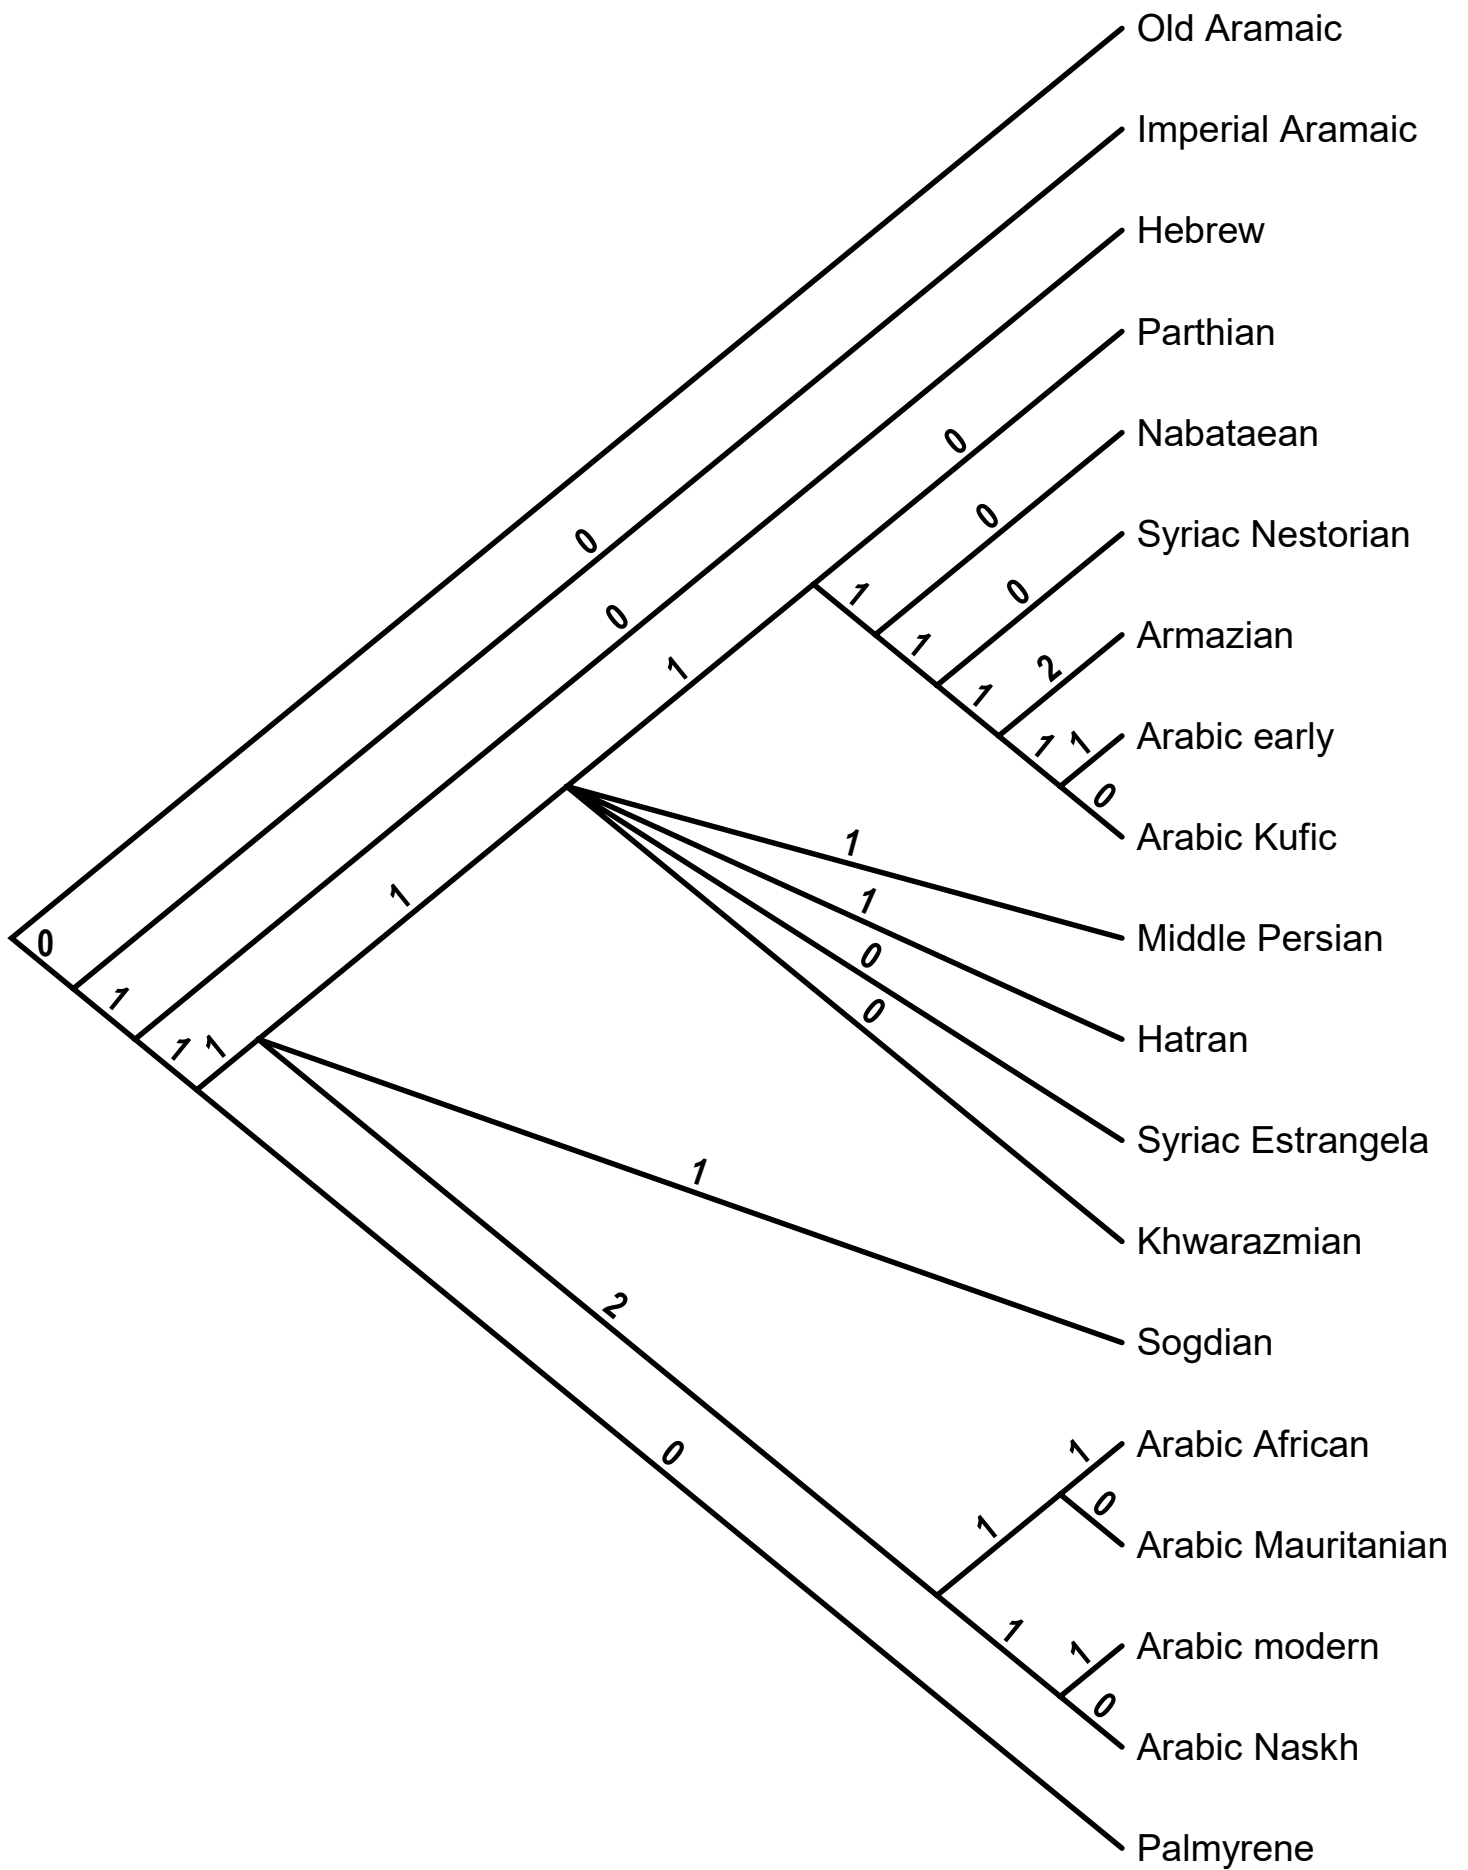 Old Aramaic
Imperial Aramaic
Hebrew
Parthian
0
Nabataean
0
Syriac Nestorian
0
0
1
Armazian
0
1
2
1
1
Arabic early
1
1
0
Arabic Kufic
1
1
1
Middle Persian
0
0
1
0
Hatran
1
1
Syriac Estrangela
1
Khwarazmian
2
Sogdian
0
1
Arabic African
0
1
Arabic Mauritanian
1
1
Arabic modern
0
Arabic Naskh
Palmyrene